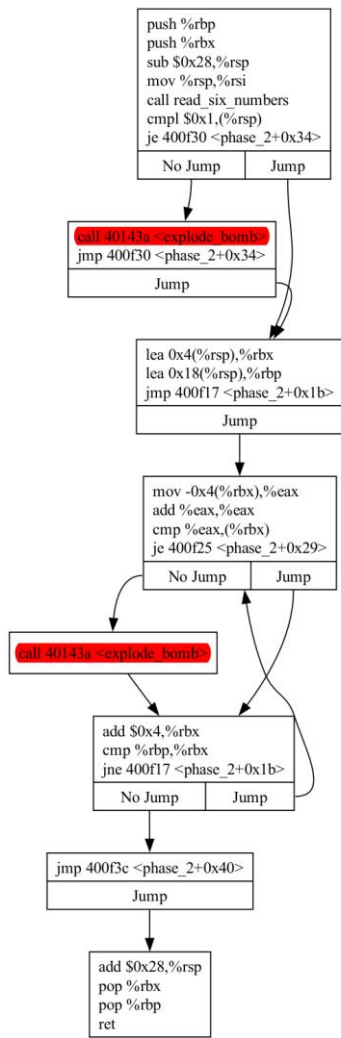 push %rbp
push %rbx
sub $0x28,%rsp
mov %rsp,%rsi
call read_six_numbers
cmpl $0x1,(%rsp)
je 400f30 <phase_2+0x34>
No Jump Jump
call 40143a <explode_bomb>
jmp 400f30 <phase_2+0x34>
Jump
lea 0x4(%rsp),%rbx
lea 0x18(%rsp),%rbp
jmp 400f17 <phase_2+0x1b>
Jump
mov -0x4(%rbx),%eax
add %eax,%eax
cmp %eax,(%rbx)
je 400f25 <phase_2+0x29>
No Jump Jump
call 40143a <explode_bomb>
add $0x4,%rbx
cmp %rbp,%rbx
jne 400f17 <phase_2+0x1b>
No Jump Jump
jmp 400f3c <phase_2+0x40>
Jump
add $0x28,%rsp
pop %rbx
pop %rbp
ret